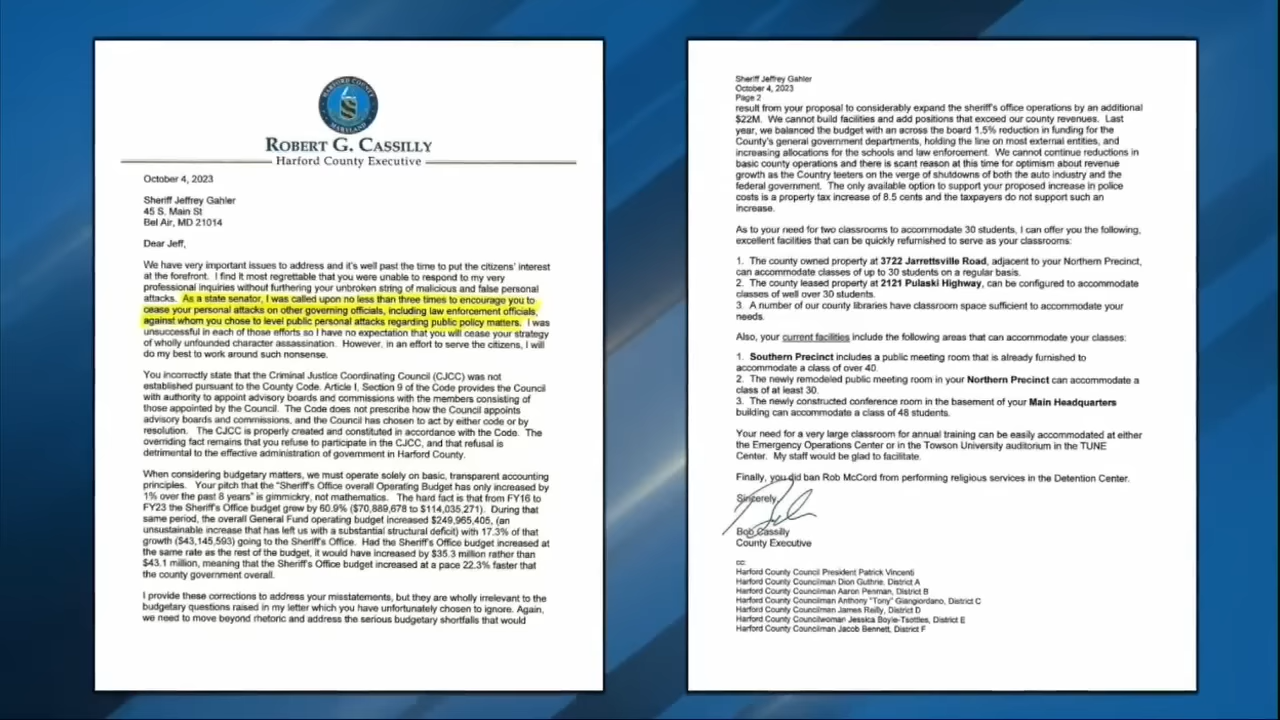 HARFORD COUNTY
MARYLAND
ROBERT G. CASSILLY
Harford County Executive
October 4, 2023
Sheriff Jeffrey Gahler
45 S. Main St
Bel Air, MD 21014
Dear Jeff,
We have very important issues to address and it's well past the time to put the citizens' interest
at the forefront. I find it most regrettable that you were unable to respond to my very
professional inquiries without furthering your unbroken string of malicious and false personal
attacks. As a state senator, I was called upon no less than three times to encourage you to
cease your personal attacks on other governing officials, including law enforcement officials,
against whom you chose to level public personal attacks regarding public policy matters. I was
unsuccessful in each of those efforts so I have no expectation that you will cease your strategy
of wholly unfounded character assassination. However, in an effort to serve the citizens, I will
do my best to work around such nonsense.
You incorrectly state that the Criminal Justice Coordinating Council (CJCC) was not
established pursuant to the County Code. Article I, Section 9 of the Code provides the Council
with authority to appoint advisory boards and commissions with the members consisting of
those appointed by the Council. The Code does not prescribe how the Council appoints
advisory boards and commissions, and the Council has chosen to act by either code or by
resolution. The CJCC is properly created and constituted in accordance with the Code. The
overriding fact remains that you refuse to participate in the CJCC, and that refusal is
detrimental to the effective administration of government in Harford County.
When considering budgetary matters, we must operate solely on basic, transparent accounting
principles. Your pitch that the "Sheriff's Office overall Operating Budget has only increased by
1% over the past 8 years" is gimmickry, not mathematics. The hard fact is that from FY16 to
FY23 the Sheriff's Office budget grew by 60.9% ($70,889,678 to $114,035,271). During that
same period, the overall General Fund operating budget increased $249,965,405, (an
unsustainable increase that has left us with a substantial structural deficit) with 17.3% of that
growth ($43,145,593) going to the Sheriff's Office. Had the Sheriff's Office budget increased at
the same rate as the rest of the budget, it would have increased by $35.3 million rather than
$43.1 million, meaning that the Sheriff's Office budget increased at a pace 22.3% faster that
the county government overall.
I provide these corrections to address your misstatements, but they are wholly irrelevant to the
budgetary questions raised in my letter which you have unfortunately chosen to ignore. Again,
we need to move beyond rhetoric and address the serious budgetary shortfalls that would
Sheriff Jeffrey Gahler
October 4, 2023
Page 2
result from your proposal to considerably expand the sheriff's office operations by an additional
$22M. We cannot build facilities and add positions that exceed our county revenues. Last
year, we balanced the budget with an across the board 1.5% reduction in funding for the
County's general government departments, holding the line on most external entities, and
increasing allocations for the schools and law enforcement. We cannot continue reductions in
basic county operations and there is scant reason at this time for optimism about revenue
growth as the Country teeters on the verge of shutdowns of both the auto industry and the
federal government. The only available option to support your proposed increase in police
costs is a property tax increase of 8.5 cents and the taxpayers do not support such an
increase.
As to your need for two classrooms to accommodate 30 students, I can offer you the following,
excellent facilities that can be quickly refurnished to serve as your classrooms:
1. The county owned property at 3722 Jarrettsville Road, adjacent to your Northern Precinct,
can accommodate classes of up to 30 students on a regular basis.
2. The county leased property at 2121 Pulaski Highway, can be configured to accommodate
classes of well over 30 students.
3. A number of our county libraries have classroom space sufficient to accommodate your
needs.
Also, your current facilities include the following areas that can accommodate your classes:
1. Southern Precinct includes a public meeting room that is already furnished to
accommodate a class of over 40.
2. The newly remodeled public meeting room in your Northern Precinct can accommodate a
class of at least 30.
3. The newly constructed conference room in the basement of your Main Headquarters
building can accommodate a class of 48 students.
Your need for a very large classroom for annual training can be easily accommodated at either
the Emergency Operations Center or in the Towson University auditorium in the TUNE
Center. My staff would be glad to facilitate.
Finally, you did ban Rob McCord from performing religious services in the Detention Center.
Sincerely,
Bob Cassilly
County Executive
cc:
Harford County Council President Patrick Vincenti
Harford County Councilman Dion Guthrie, District A
Harford County Councilman Aaron Penman, District B
Harford County Councilman Anthony "Tony" Giangiordano, District C
Harford County Councilman James Reilly, District D
Harford County Councilwoman Jessica Boyle-Tsottles, District E
Harford County Councilman Jacob Bennett, District F